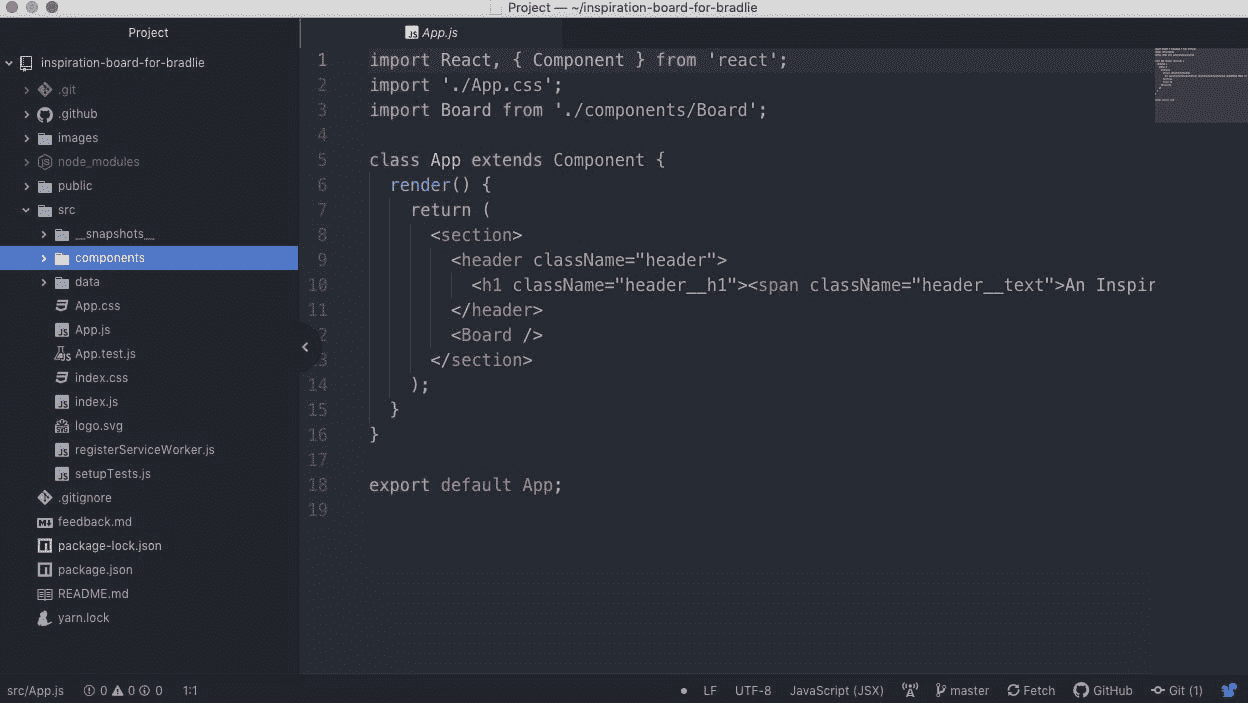 Project — ~/inspiration-board-for-bradlie
Project
inspiration-board-for-bradlie
.git
.github
images
node_modules
public
src
__snapshots__
components
data
App.css
App.js
App.test.js
index.css
index.js
logo.svg
registerServiceWorker.js
setupTests.js
.gitignore
feedback.md
package-lock.json
package.json
README.md
yarn.lock
App.js
1 import React, { Component } from 'react';
2 import './App.css';
3 import Board from './components/Board';
4
5 class App extends Component {
6 render() {
7 return (
8 <section>
9 <header className="header">
10 <h1 className="header__h1"><span className="header__text">An Inspir
11 </header>
2 <Board />
3 </section>
14 );
15 }
16 }
17
18 export default App;
19
src/App.js 0 0 0 1:1 LF UTF-8 JavaScript (JSX) master Fetch GitHub Git (1)